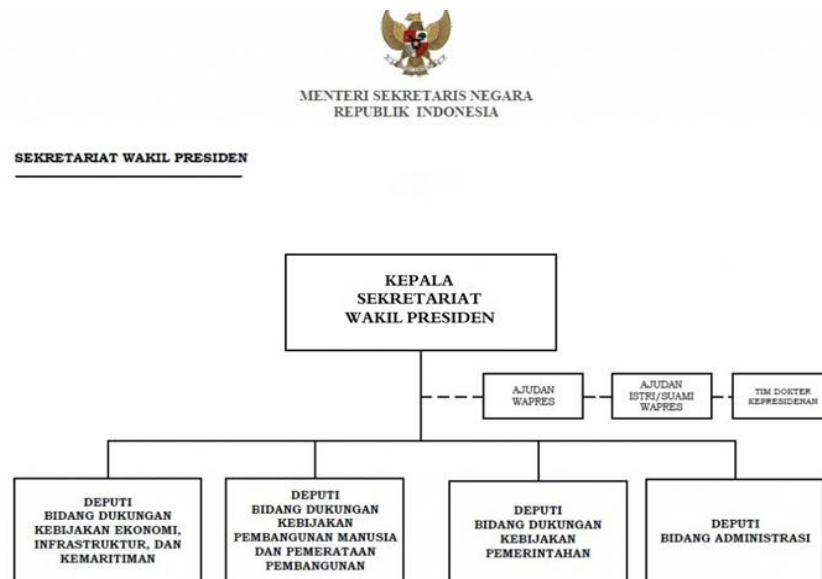 MENTERI SEKRETARIS NEGARA
REPUBLIK INDONESIA
SEKRETARIAT WAKIL PRESIDEN
KEPALA
SEKRETARIAT
WAKIL PRESIDEN
AJUDAN
WAPRES
AJUDAN
ISTRI/SUAMI
WAPRES
TIM DOKTER
KEPRESIDENAN
DEPUTI
BIDANG DUKUNGAN
KEBIJAKAN EKONOMI,
INFRASTRUKTUR, DAN
KEMARITIMAN
DEPUTI
BIDANG DUKUNGAN
KEBIJAKAN
PEMBANGUNAN MANUSIA
DAN PEMERATAAN
PEMBANGUNAN
DEPUTI
BIDANG DUKUNGAN
KEBIJAKAN
PEMERINTAHAN
DEPUTI
BIDANG ADMINISTRASI